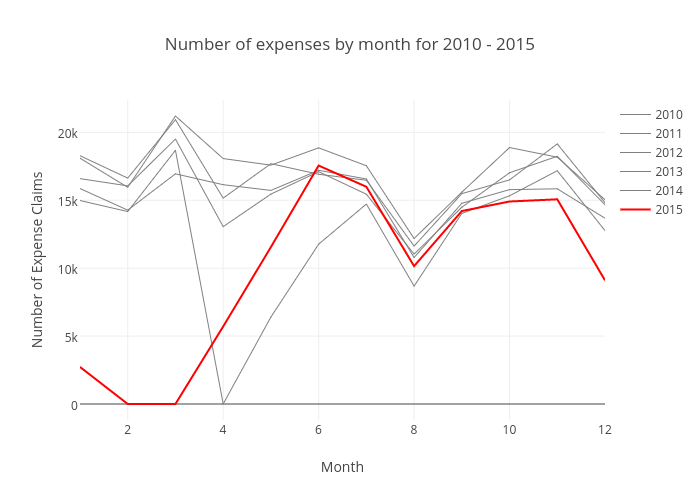 Number of expenses by month for 2010 - 2015
Number of Expense Claims
20k
15k
10k
5k
0
2
4
6
8
10
12
Month
2010
2011
2012
2013
2014
2015